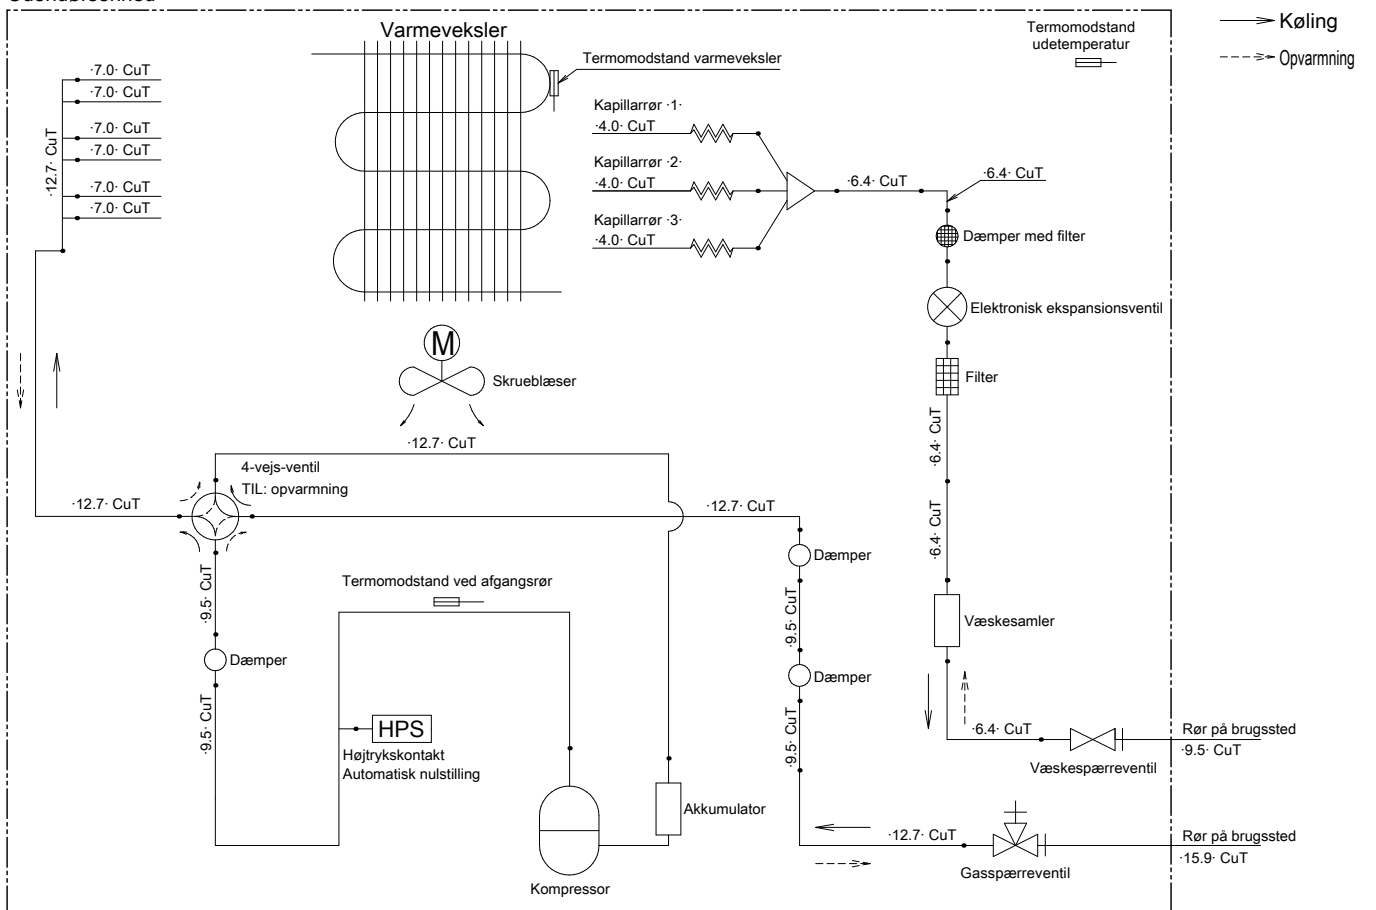 Varmeveksler
Termomodstand
udetemperatur
Køling
Opvarmning
Termomodstand varmeveksler
·7.0· CuT
·7.0· CuT
·7.0· CuT
·7.0· CuT
·7.0· CuT
·7.0· CuT
·12.7· CuT
Kapillarrør ·1·
·4.0· CuT
Kapillarrør ·2·
·4.0· CuT
Kapillarrør ·3·
·4.0· CuT
·6.4· CuT
·6.4· CuT
Dæmper med filter
Elektronisk ekspansionsventil
Filter
M
Skrueblæser
·12.7· CuT
4-vejs-ventil
TIL: opvarmning
·12.7· CuT
·12.7· CuT
·6.4· CuT
·6.4· CuT
Dæmper
·9.5· CuT
Termomodstand ved afgangsrør
·9.5· CuT
Væskesamler
Dæmper
Dæmper
·9.5· CuT
·9.5· CuT
HPS
Højtrykskontakt
Automatisk nulstilling
·6.4· CuT
Rør på brugssted
·9.5· CuT
Væskespærreventil
Akkumulator
·12.7· CuT
Rør på brugssted
·15.9· CuT
Gasspærreventil
Kompressor